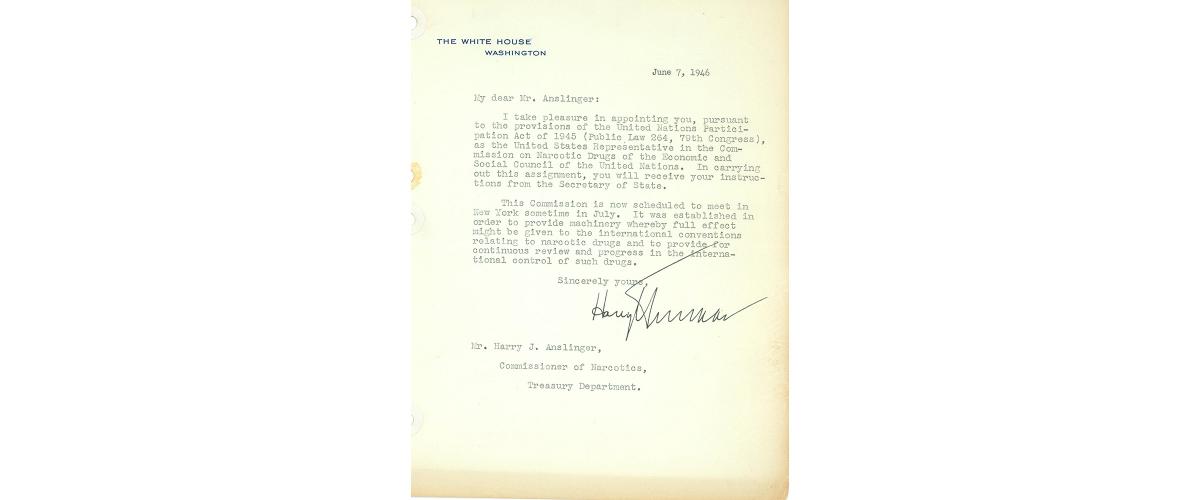 THE WHITE HOUSE
WASHINGTON
June 7, 1946
My dear Mr. Anslinger:
I take pleasure in appointing you, pursuant
to the provisions of the United Nations Partici-
pation Act of 1945 (Public Law 264, 79th Congress),
as the United States Representative in the Com-
mission on Narcotic Drugs of the Economic and
Social Council of the United Nations. In carrying
out this assignment, you will receive your instruc-
tions from the Secretary of State.
This Commission is now scheduled to meet in
New York sometime in July. It was established in
order to provide machinery whereby full effect
might be given to the international conventions
relating to narcotic drugs and to provide for
continuous review and progress in the interna-
tional control of such drugs.
Sincerely yours,
Harry S Truman
Mr. Harry J. Anslinger,
Commissioner of Narcotics,
Treasury Department.